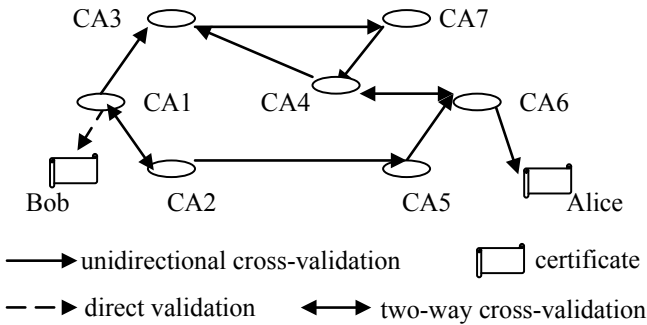 CA3
CA7
CA1
CA4
CA6
Bob
CA2
CA5
Alice
unidirectional cross-validation
certificate
direct validation
two-way cross-validation